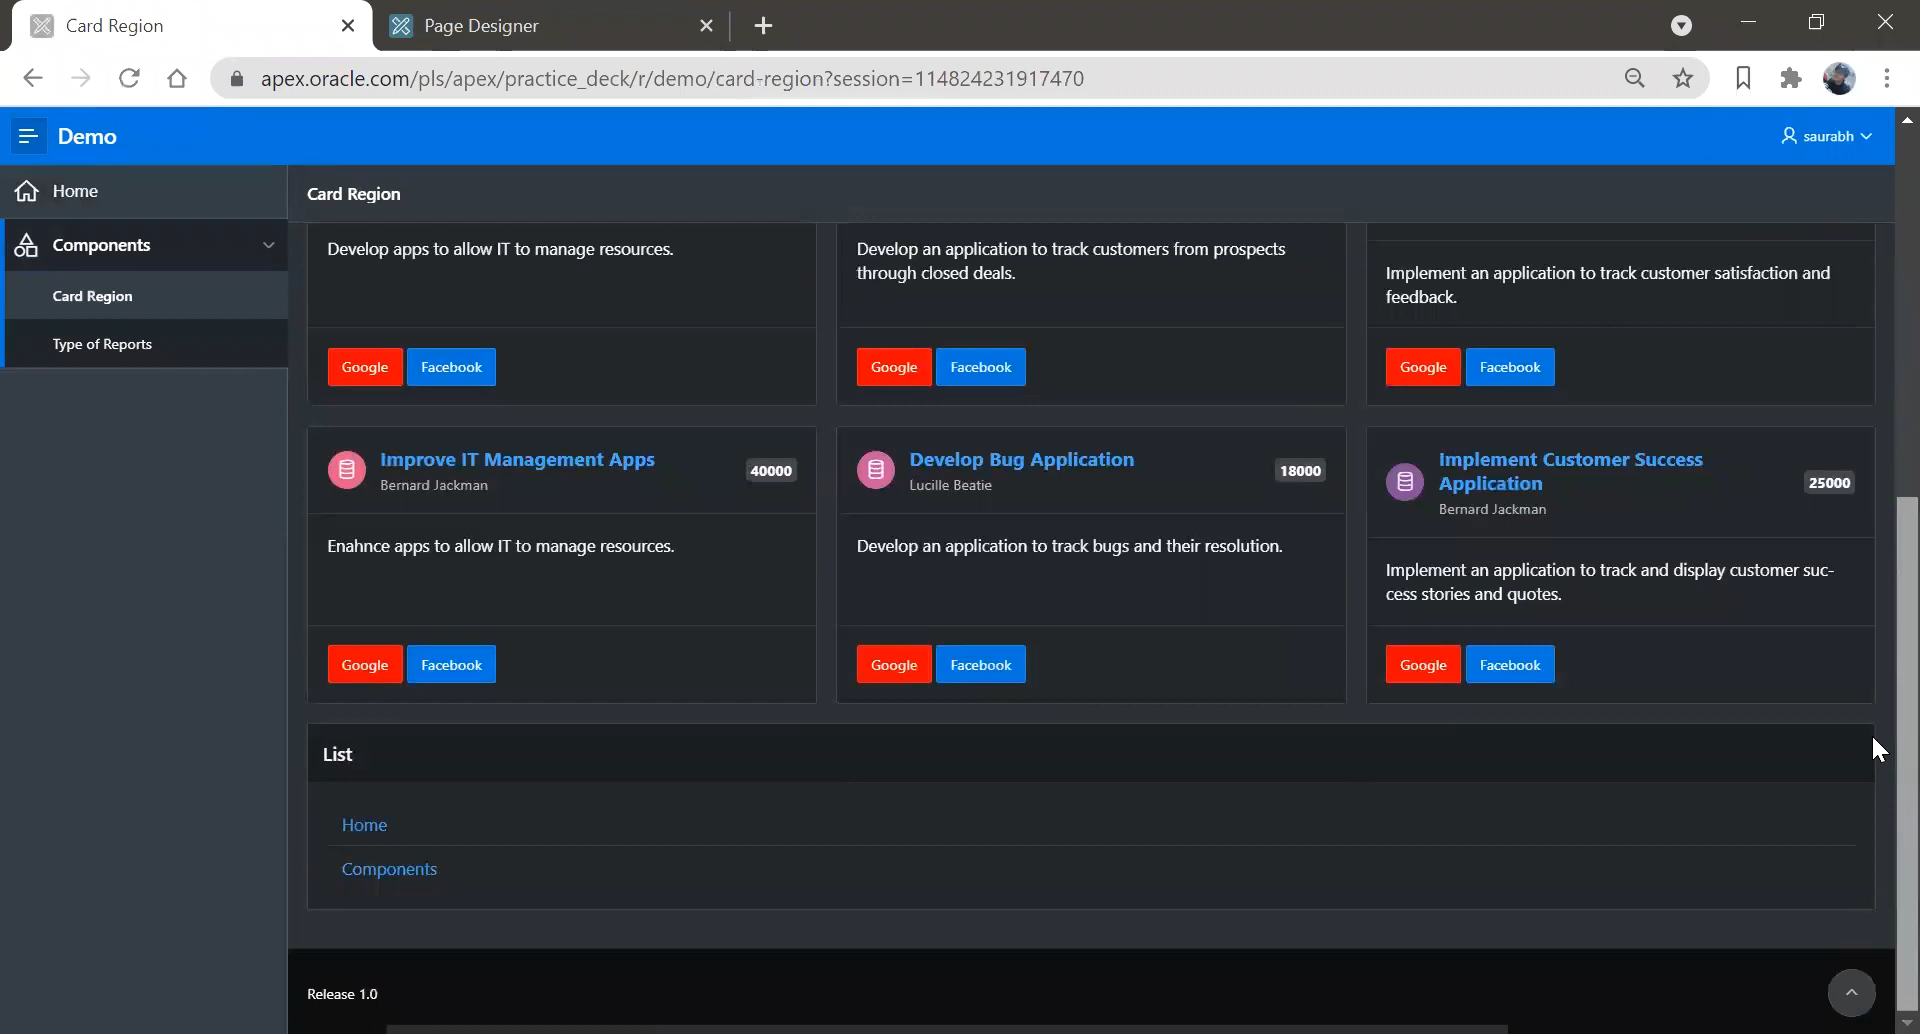 Card Region
Page Designer
apex.oracle.com/pls/apex/practice_deck/r/demo/card-region?session=114824231917470
Demo
saurabh
Home
Components
Card Region
Type of Reports
Card Region
Develop apps to allow IT to manage resources.
Google Facebook
Develop an application to track customers from prospects
through closed deals.
Google Facebook
Implement an application to track customer satisfaction and
feedback.
Google Facebook
Improve IT Management Apps
Bernard Jackman
40000
Enahnce apps to allow IT to manage resources.
Google Facebook
Develop Bug Application
Lucille Beatie
18000
Develop an application to track bugs and their resolution.
Google Facebook
Implement Customer Success
Application
Bernard Jackman
25000
Implement an application to track and display customer suc-
cess stories and quotes.
Google Facebook
List
Home
Components
Release 1.0